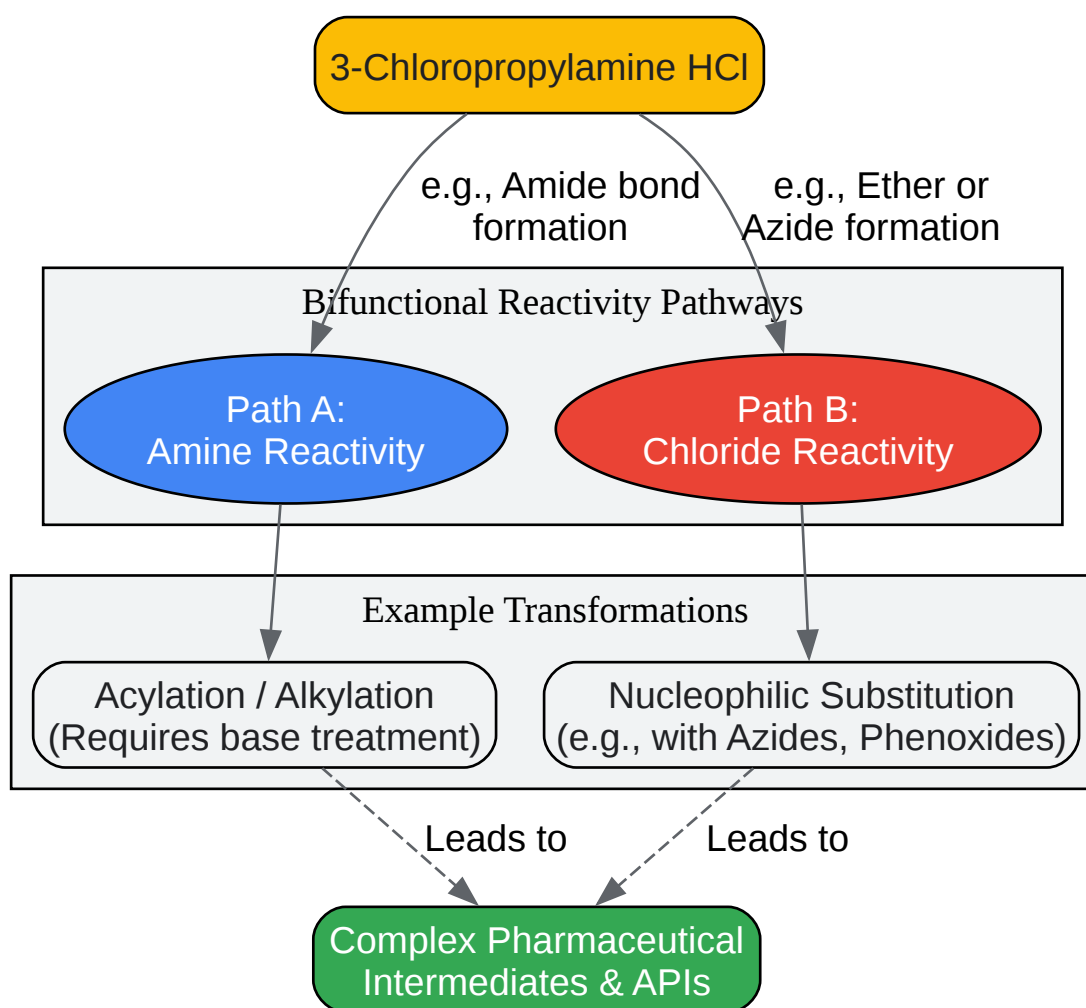 3-Chloropropylamine HCl
e.g., Amide bond
formation
e.g., Ether or
Azide formation
Bifunctional Reactivity Pathways
Path A:
Amine Reactivity
Path B:
Chloride Reactivity
Example Transformations
Acylation / Alkylation
(Requires base treatment)
Nucleophilic Substitution
(e.g., with Azides, Phenoxides)
Leads to
Leads to
Complex Pharmaceutical
Intermediates & APIs